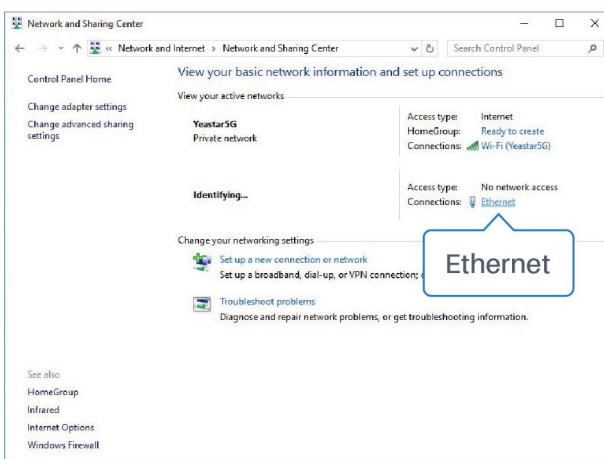 Network and Sharing Center
« Network and Internet › Network and Sharing Center
Search Control Panel
Control Panel Home
Change adapter settings
Change advanced sharing
settings
View your basic network information and set up connections
View your active networks
Yeastar5G
Private network
Access type: Internet
HomeGroup: Ready to create
Connections: Wi-Fi (Yeastar5G)
Identifying...
Access type: No network access
Connections: Ethernet
Ethernet
Change your networking settings
Set up a new connection or network
Set up a broadband, dial-up, or VPN connection;
Troubleshoot problems
Diagnose and repair network problems, or get troubleshooting information.
See also
HomeGroup
Infrared
Internet Options
Windows Firewall